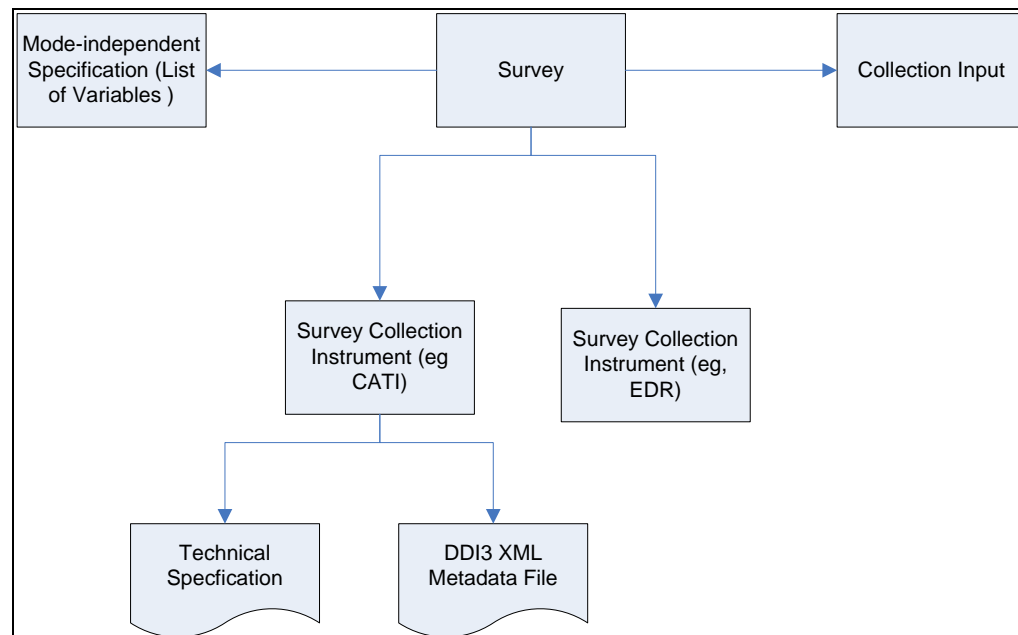 Mode-independent
Specification (List
of Variables )
Survey
Collection Input
Survey Collection
Instrument (eg
CATI)
Survey Collection
Instrument (eg,
EDR)
Technical
Specfication
DDI3 XML
Metadata File